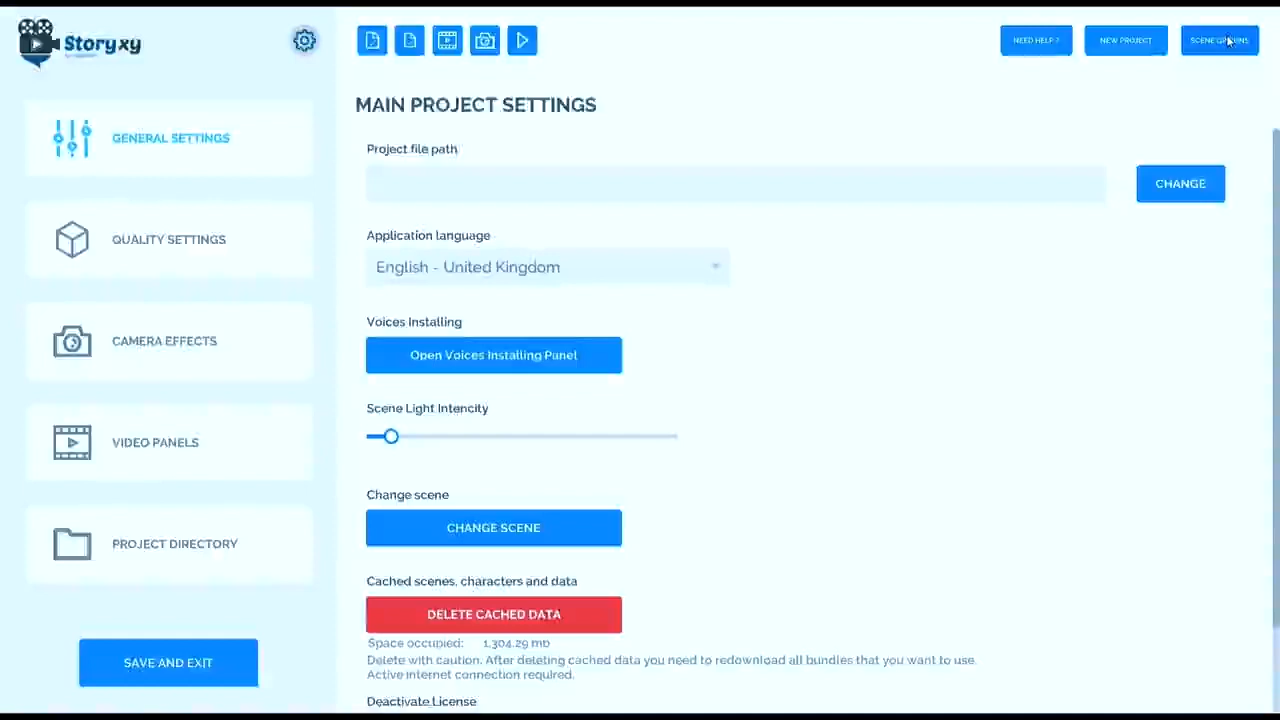 Storyxy
NEED HELP ?
NEW PROJECT
SCENE OPTIONS
MAIN PROJECT SETTINGS
GENERAL SETTINGS
QUALITY SETTINGS
CAMERA EFFECTS
VIDEO PANELS
PROJECT DIRECTORY
SAVE AND EXIT
Project file path
CHANGE
Application language
English - United Kingdom
Voices Installing
Open Voices Installing Panel
Scene Light Intencity
Change scene
CHANGE SCENE
Cached scenes, characters and data
DELETE CACHED DATA
Space occupied: 1,304.29 mb
Delete with caution. After deleting cached data you need to redownload all bundles that you want to use.
Active internet connection required.
Deactivate License